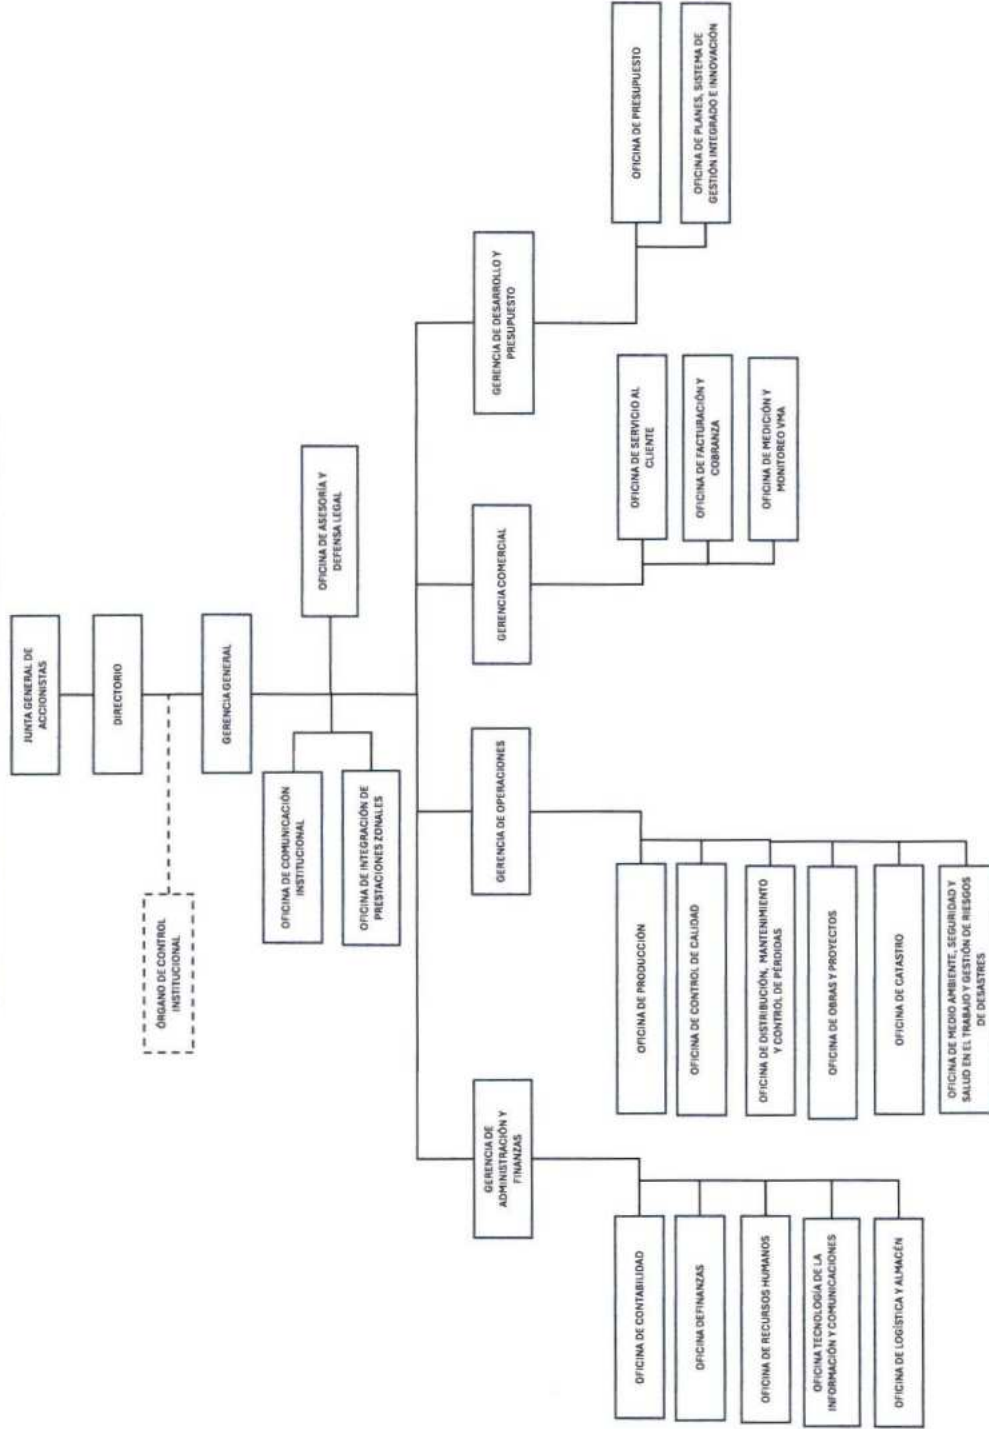 JUNTA GENERAL DE
ACCIONISTAS
DIRECTORIO
ÓRGANO DE CONTROL
INSTITUCIONAL
GERENCIA GENERAL
OFICINA DE COMUNICACIÓN
INSTITUCIONAL
OFICINA DE INTEGRACIÓN DE
PRESTACIONES ZONALES
OFICINA DE ASESORÍA Y
DEFENSA LEGAL
GERENCIA DE
ADMINISTRACIÓN Y
FINANZAS
OFICINA DE CONTABILIDAD
OFICINA DEFINANZAS
OFICINA DE RECURSOS HUMANOS
OFICINA TECNOLOGÍA DE LA
INFORMACIÓN Y COMUNICACIONES
OFICINA DE LOGÍSTICA Y ALMACÉN
GERENCIA DE OPERACIONES
OFICINA DE PRODUCCIÓN
OFICINA DE CONTROL DE CALIDAD
OFICINA DE DISTRIBUCIÓN, MANTENIMIENTO
Y CONTROL DE PÉRDIDAS
OFICINA DE OBRAS Y PROYECTOS
OFICINA DE CATASTRO
OFICINA DE MEDIO AMBIENTE, SEGURIDAD Y
SALUD EN EL TRABAJO Y GESTIÓN DE RIESGOS
DE DESASTRES
GERENCIA COMERCIAL
OFICINA DE SERVICIO AL
CLIENTE
OFICINA DE FACTURACIÓN Y
COBRANZA
OFICINA DE MEDICIÓN Y
MONITOREO VMA
GERENCIA DE DESARROLLO Y
PRESUPUESTO
OFICINA DE PRESUPUESTO
OFICINA DE PLANES, SISTEMA DE
GESTIÓN INTEGRADO E INNOVACIÓN